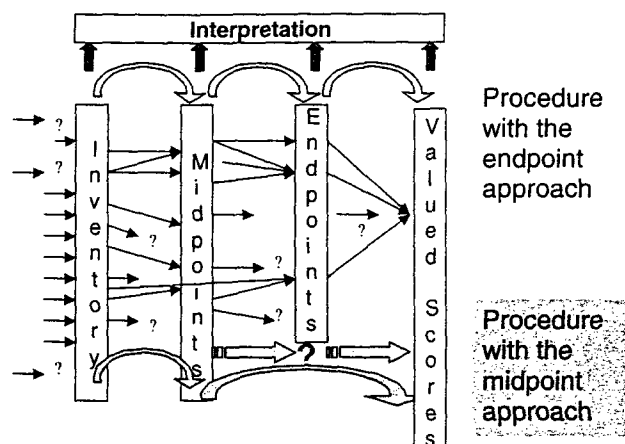 Interpretation
Inventory
Midpoints
Endpoints
Valued Scores
?
?
?
?
?
?
?
?
?
?
Procedure
with the
endpoint
approach
Procedure
with the
midpoint
approach